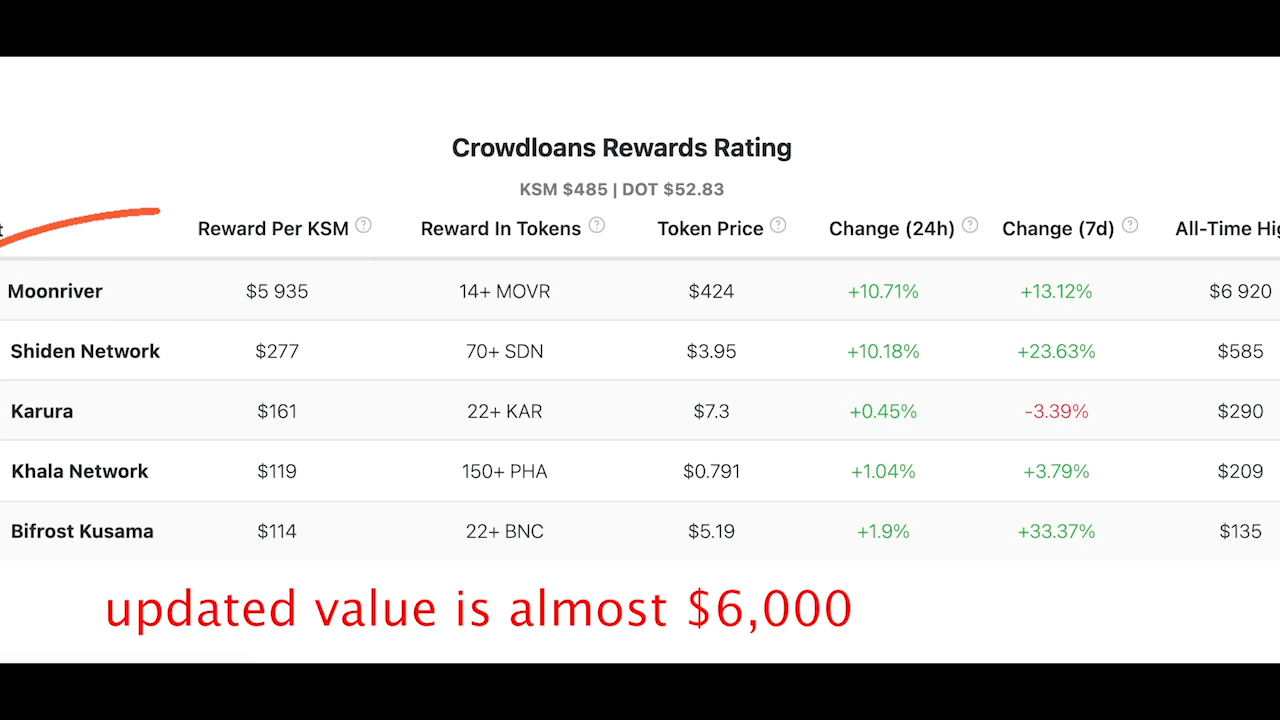 Crowdloans Rewards Rating
KSM $485 | DOT $52.83
t Reward Per KSM ? Reward In Tokens ? Token Price ? Change (24h) ? Change (7d) ? All-Time Hig
Moonriver $5 935 14+ MOVR $424 +10.71% +13.12% $6 920
Shiden Network $277 70+ SDN $3.95 +10.18% +23.63% $585
Karura $161 22+ KAR $7.3 +0.45% -3.39% $290
Khala Network $119 150+ PHA $0.791 +1.04% +3.79% $209
Bifrost Kusama $114 22+ BNC $5.19 +1.9% +33.37% $135
updated value is almost $6,000